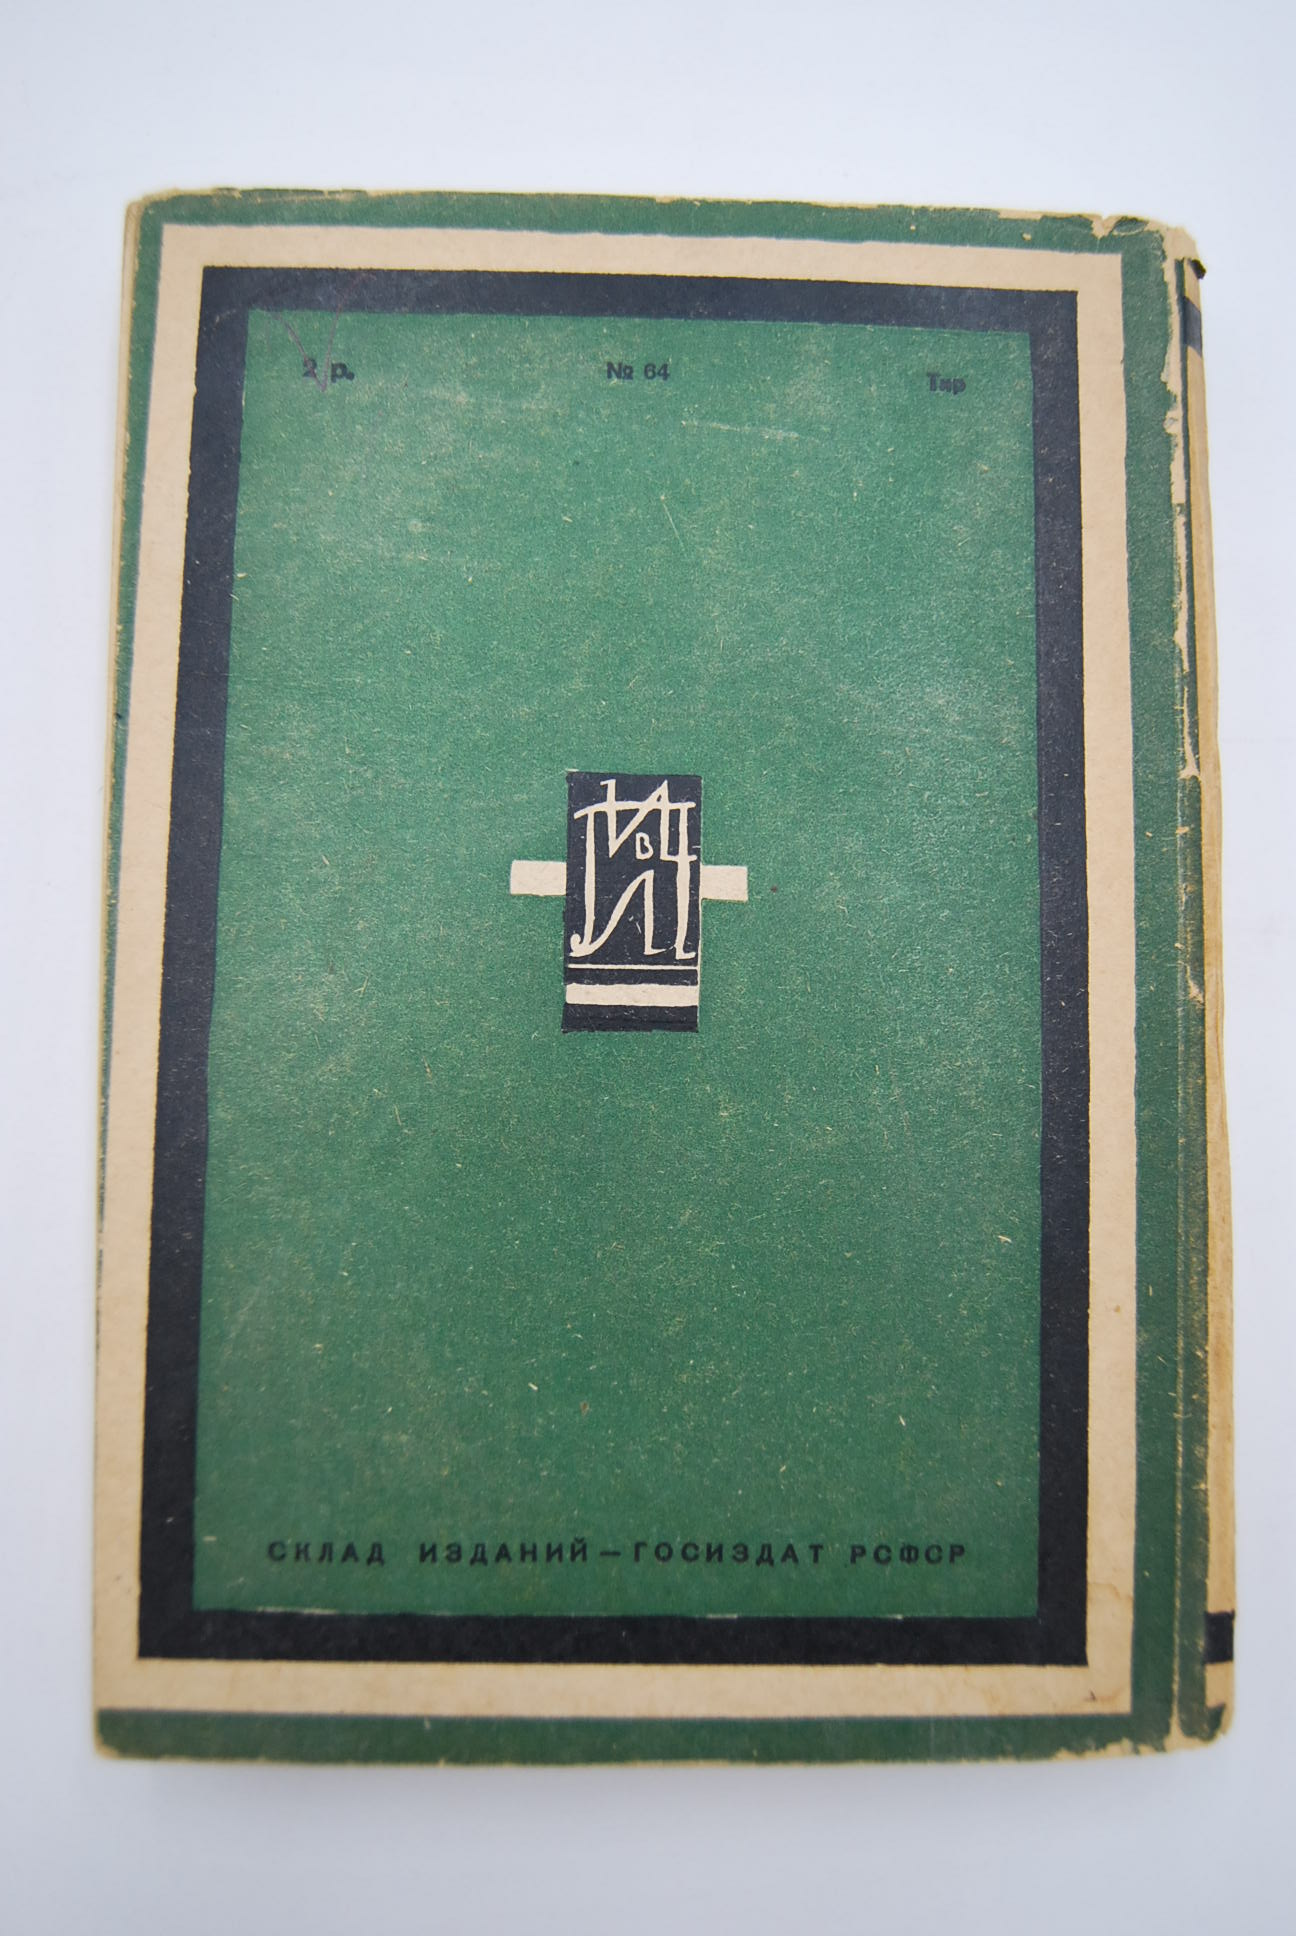 2 р.
№ 64
Тир
СКЛАД ИЗДАНИЙ — ГОСИЗДАТ РСФСР